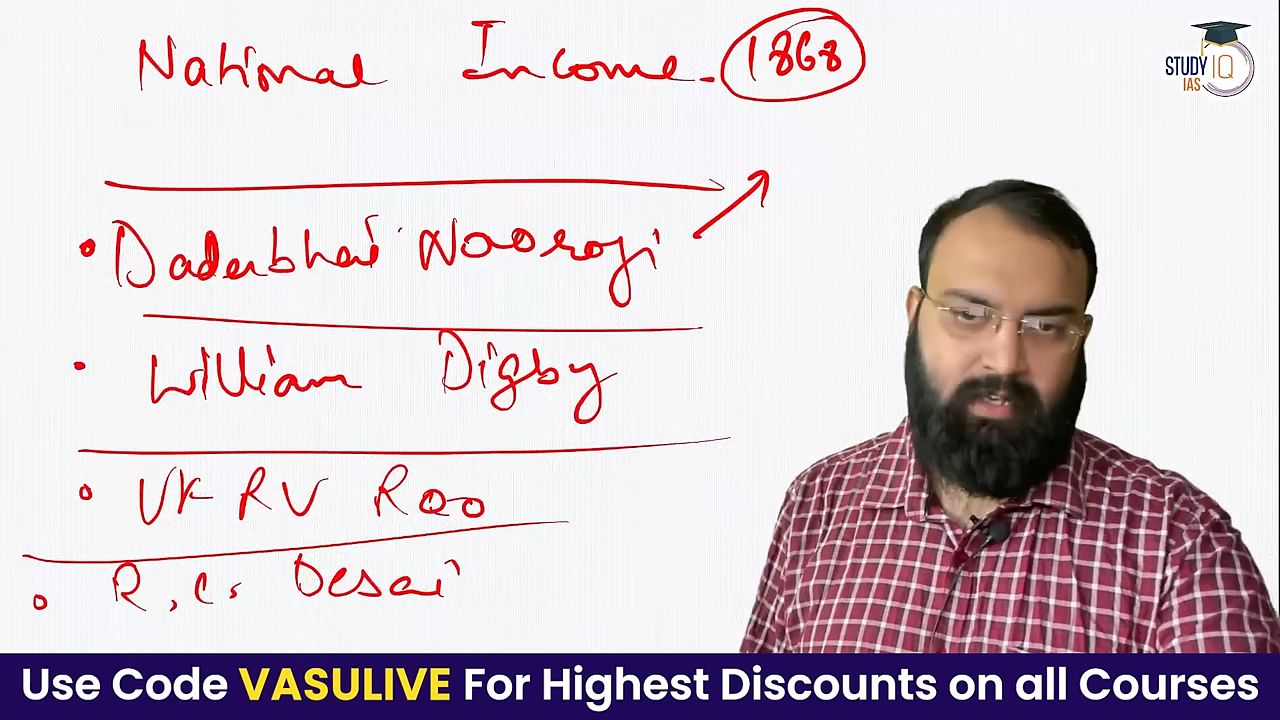 National Income. 1868
STUDY IQ
IAS
• Dadabhai Naoroji
• William Digby
• VKRV Rao
• R.C. Desai
Use Code VASULIVE For Highest Discounts on all Courses